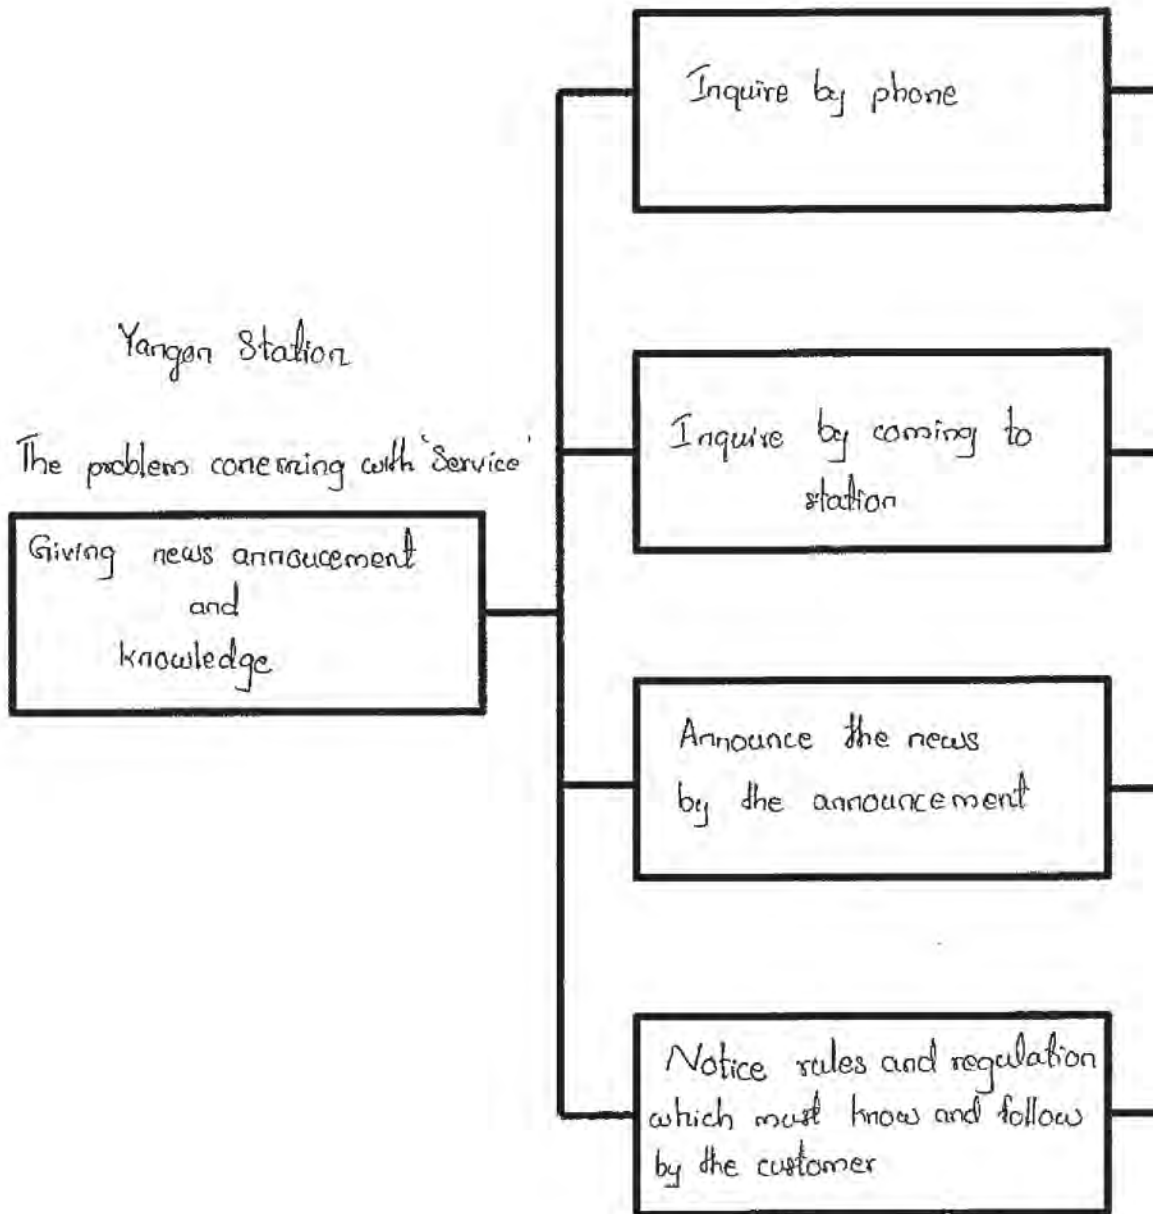 Yangon Station
The problem conerning with 'Service'
Giving news annoucement
and
knowledge
Inquire by phone
Inquire by coming to
station
Announce the news
by the announcement
Notice rules and regulation
which must know and follow
by the customer